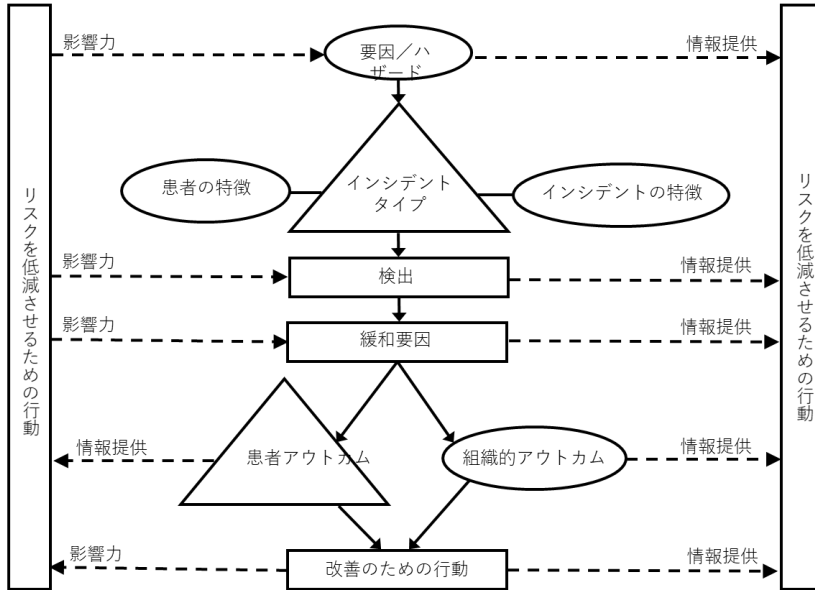 影響力
要因／ハ
ザード
情報提供
リスクを低減させるための行動
患者の特徴
インシデント
タイプ
インシデントの特徴
リスクを低減させるための行動
影響力
検出
情報提供
影響力
緩和要因
情報提供
情報提供
患者アウトカム
組織的アウトカム
情報提供
影響力
改善のための行動
情報提供